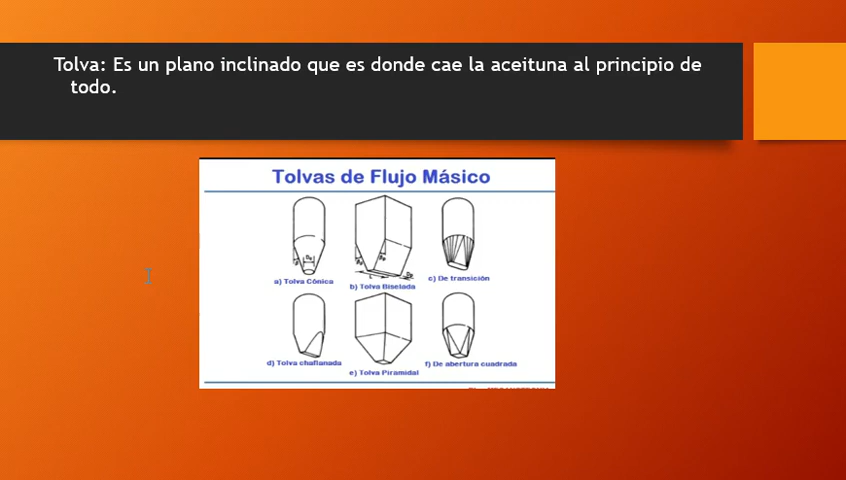 Tolva: Es un plano inclinado que es donde cae la aceituna al principio de
todo.
Tolvas de Flujo Másico
a) Tolva Cónica
b) Tolva Biselada
c) De transición
d) Tolva chaflanada
e) Tolva Piramidal
f) De abertura cuadrada